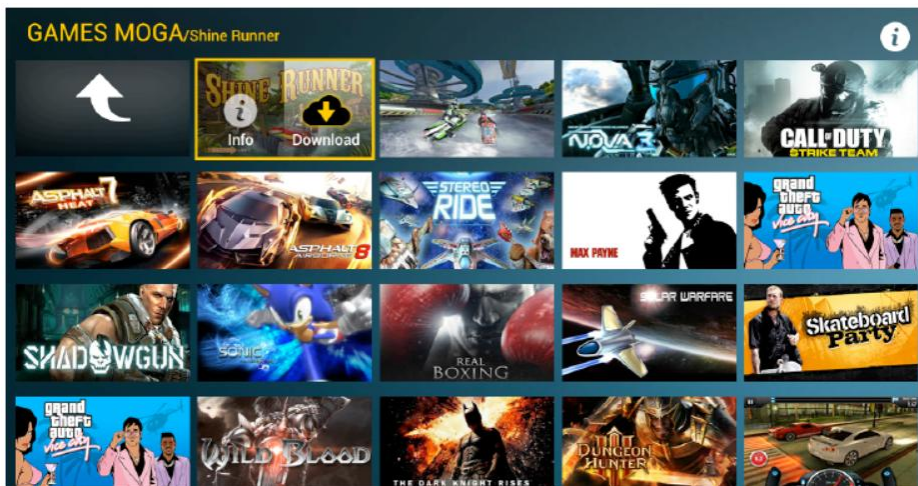 GAMES MOGA/Shine Runner
i
SHINE RUNNER
i
Info
Download
N.O.V.A. 3
CALL OF DUTY
STRIKE TEAM
ASPHALT 7
HEAT
ASPHALT 8
AIRBORNE
STEREO
RIDE
MAX PAYNE
grand
theft
auto
vice city
SHADOWGUN
SONIC
REAL
BOXING
SOLAR WARFARE
Skateboard
Party
grand
theft
auto
vice city
WILD BLOOD
THE DARK KNIGHT RISES
DUNGEON
HUNTER